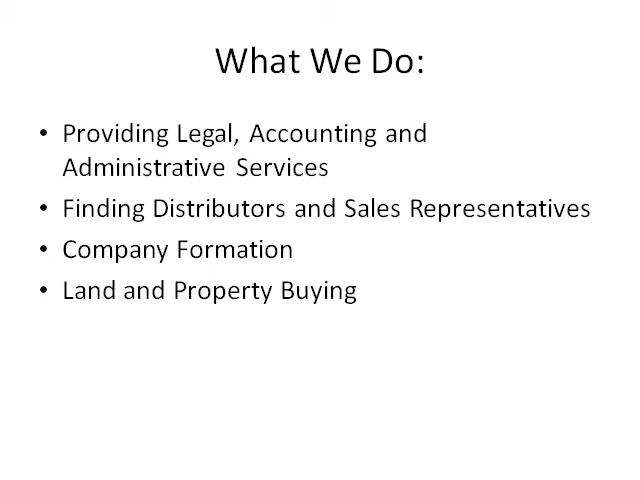 What We Do:
• Providing Legal, Accounting and
Administrative Services
• Finding Distributors and Sales Representatives
• Company Formation
• Land and Property Buying